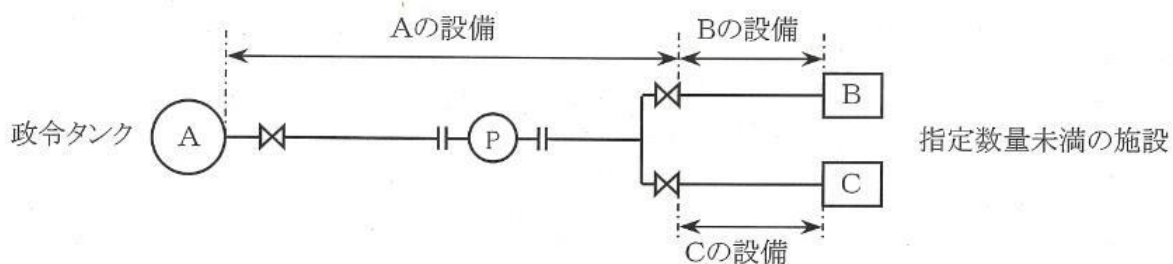 Aの設備
Bの設備
政令タンク
A
P
B
C
指定数量未満の施設
Cの設備